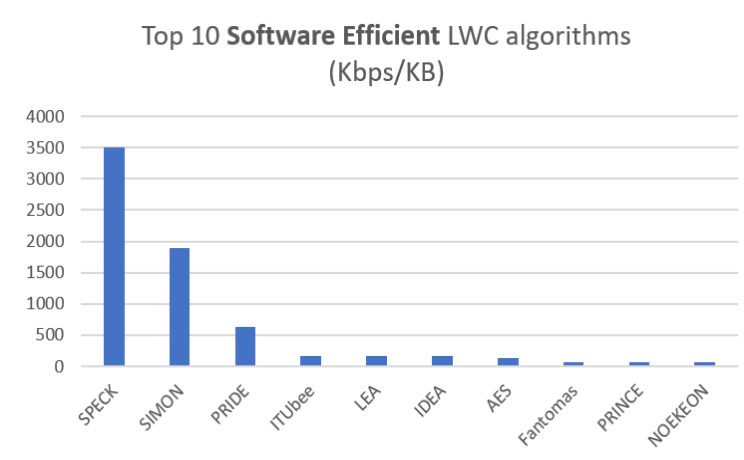 Top 10 Software Efficient LWC algorithms
(Kbps/KB)
4000
3500
3000
2500
2000
1500
1000
500
0
SPECK
SIMON
PRIDE
ITUbee
LEA
IDEA
AES
Fantomas
PRINCE
NOEKEON